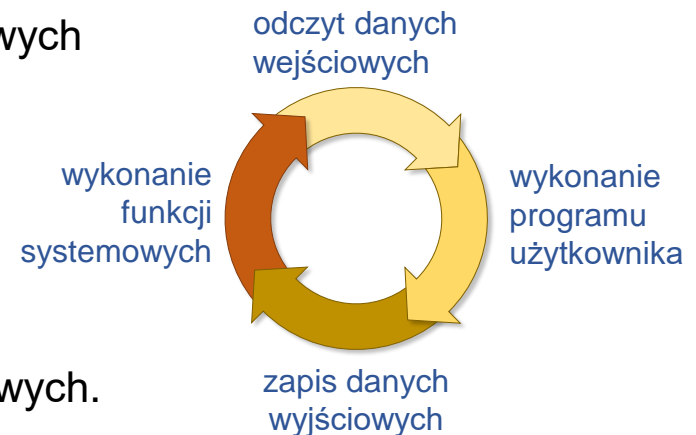 wych
odczyt danych
wejściowych
wykonanie
funkcji
systemowych
wykonanie
programu
użytkownika
wych.
zapis danych
wyjściowych